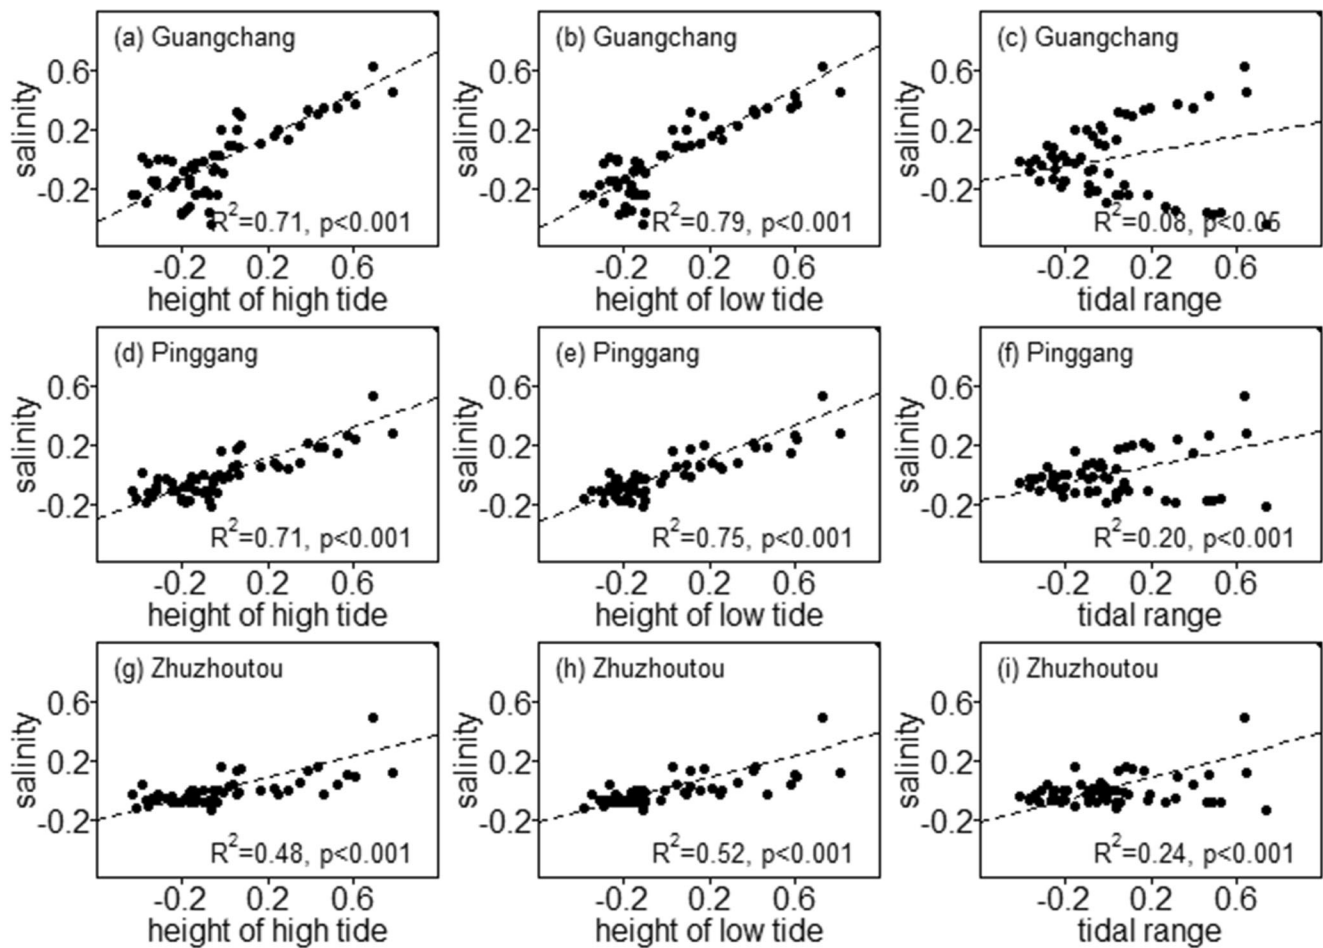 (a) Guangchang
salinity
0.6
0.2
-0.2
R²=0.71, p<0.001
-0.2 0.2 0.6
height of high tide
(b) Guangchang
salinity
0.6
0.2
-0.2
R²=0.79, p<0.001
-0.2 0.2 0.6
height of low tide
(c) Guangchang
salinity
0.6
0.2
-0.2
R²=0.08, p<0.05
-0.2 0.2 0.6
tidal range
(d) Pinggang
salinity
0.6
0.2
-0.2
R²=0.71, p<0.001
-0.2 0.2 0.6
height of high tide
(e) Pinggang
salinity
0.6
0.2
-0.2
R²=0.75, p<0.001
-0.2 0.2 0.6
height of low tide
(f) Pinggang
salinity
0.6
0.2
-0.2
R²=0.20, p<0.001
-0.2 0.2 0.6
tidal range
(g) Zhuzhoutou
salinity
0.6
0.2
-0.2
R²=0.48, p<0.001
-0.2 0.2 0.6
height of high tide
(h) Zhuzhoutou
salinity
0.6
0.2
-0.2
R²=0.52, p<0.001
-0.2 0.2 0.6
height of low tide
(i) Zhuzhoutou
salinity
0.6
0.2
-0.2
R²=0.24, p<0.001
-0.2 0.2 0.6
tidal range